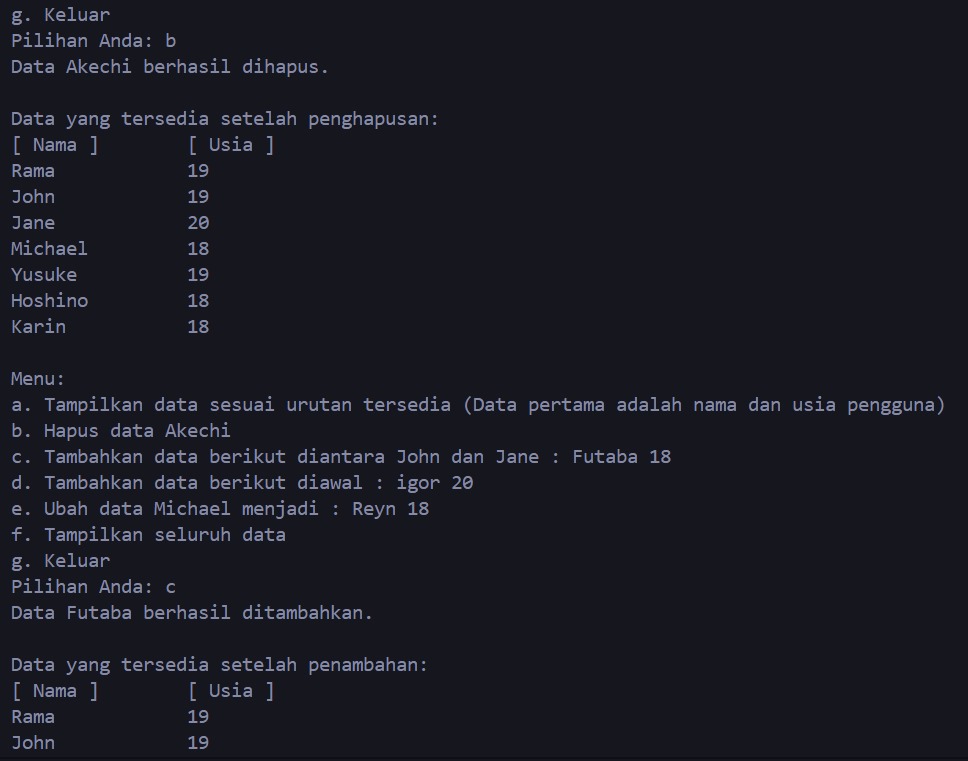 g. Keluar
Pilihan Anda: b
Data Akechi berhasil dihapus.
Data yang tersedia setelah penghapusan:
[ Nama ] [ Usia ]
Rama 19
John 19
Jane 20
Michael 18
Yusuke 19
Hoshino 18
Karin 18
Menu:
a. Tampilkan data sesuai urutan tersedia (Data pertama adalah nama dan usia pengguna)
b. Hapus data Akechi
c. Tambahkan data berikut diantara John dan Jane : Futaba 18
d. Tambahkan data berikut diawal : igor 20
e. Ubah data Michael menjadi : Reyn 18
f. Tampilkan seluruh data
g. Keluar
Pilihan Anda: c
Data Futaba berhasil ditambahkan.
Data yang tersedia setelah penambahan:
[ Nama ] [ Usia ]
Rama 19
John 19